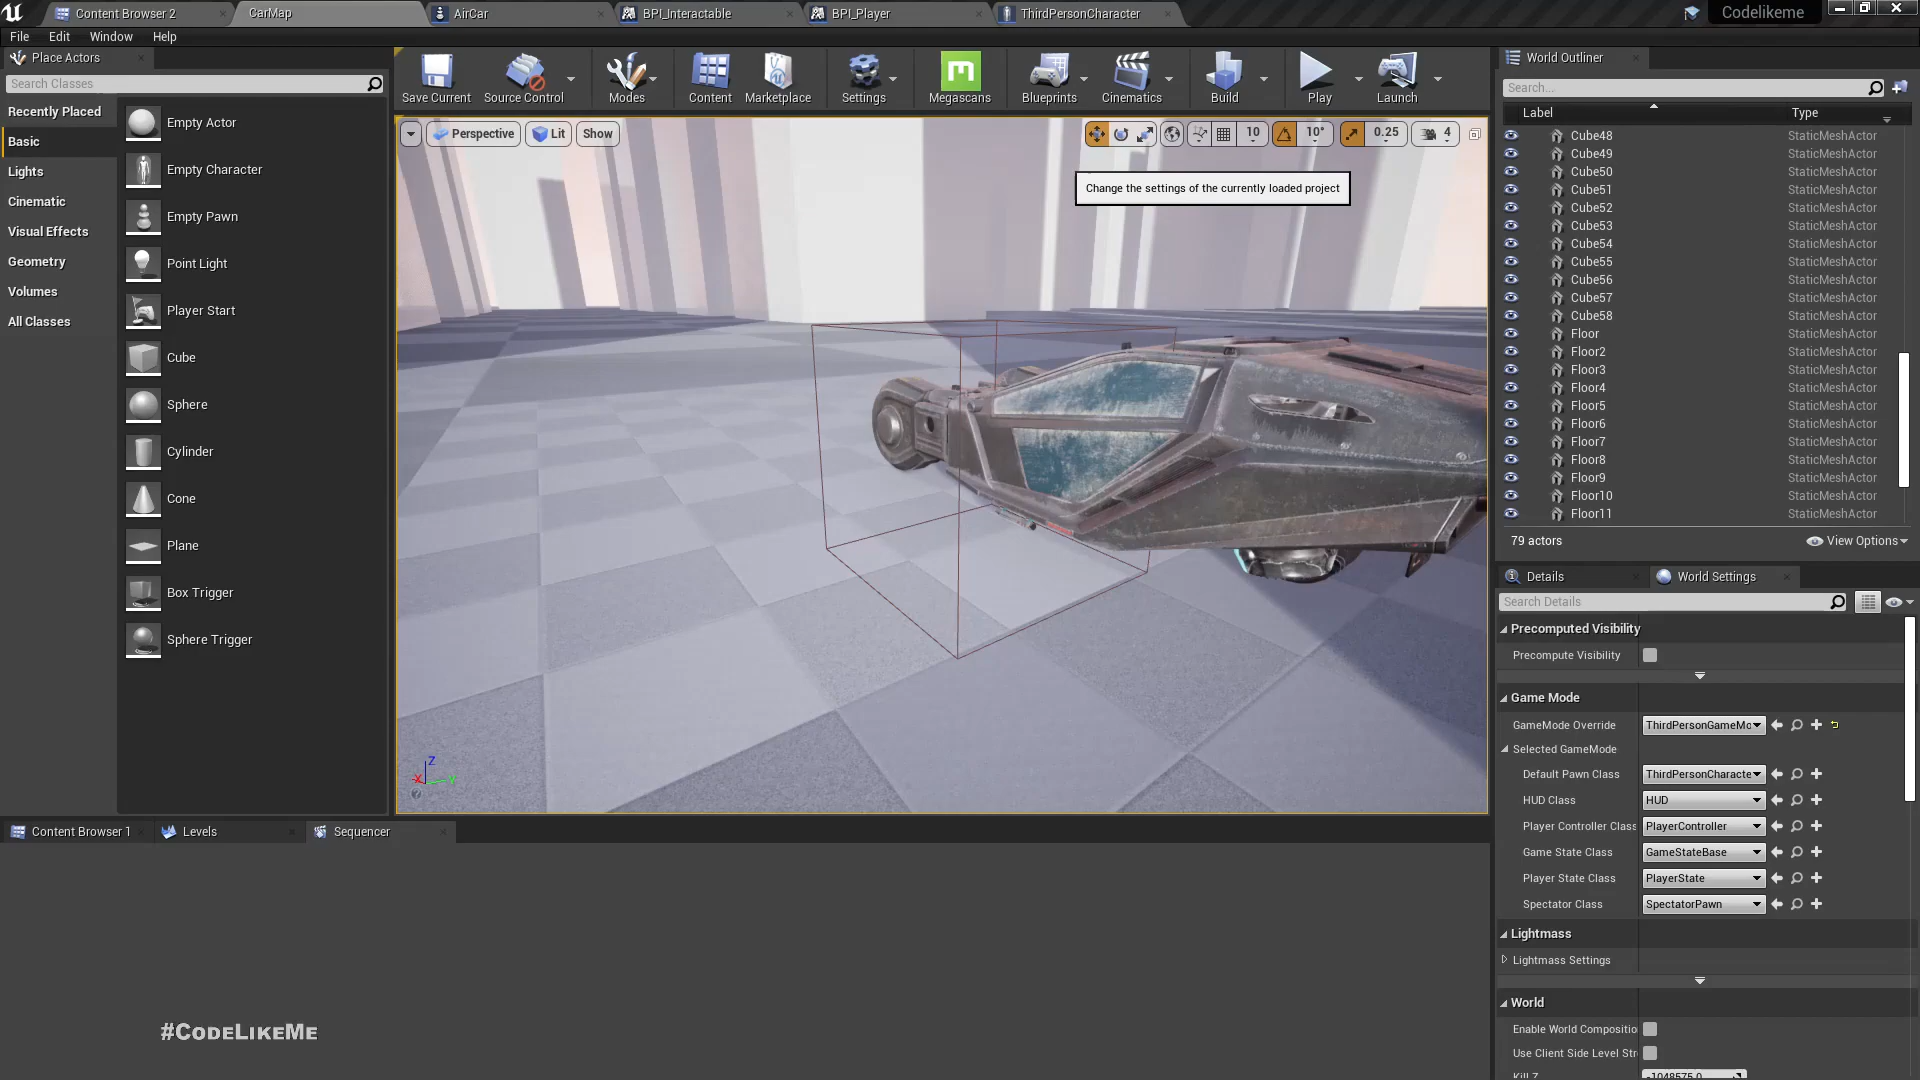 Content Browser 2
CarMap
AirCar
BPI_Interactable
BPI_Player
ThirdPersonCharacter
Codelikeme
File Edit Window Help
Place Actors
Search Classes
Recently Placed
Basic
Lights
Cinematic
Visual Effects
Geometry
Volumes
All Classes
Empty Actor
Empty Character
Empty Pawn
Point Light
Player Start
Cube
Sphere
Cylinder
Cone
Plane
Box Trigger
Sphere Trigger
Save Current
Source Control
Modes
Content
Marketplace
Settings
Megascans
Blueprints
Cinematics
Build
Play
Launch
Perspective
Lit
Show
10
10°
0.25
4
Change the settings of the currently loaded project
Z
X
World Outliner
Search...
Label Type
Cube48 StaticMeshActor
Cube49 StaticMeshActor
Cube50 StaticMeshActor
Cube51 StaticMeshActor
Cube52 StaticMeshActor
Cube53 StaticMeshActor
Cube54 StaticMeshActor
Cube55 StaticMeshActor
Cube56 StaticMeshActor
Cube57 StaticMeshActor
Cube58 StaticMeshActor
Floor StaticMeshActor
Floor2 StaticMeshActor
Floor3 StaticMeshActor
Floor4 StaticMeshActor
Floor5 StaticMeshActor
Floor6 StaticMeshActor
Floor7 StaticMeshActor
Floor8 StaticMeshActor
Floor9 StaticMeshActor
Floor10 StaticMeshActor
Floor11 StaticMeshActor
79 actors
View Options
Details
World Settings
Search Details
Precomputed Visibility
Precompute Visibility
Game Mode
GameMode Override ThirdPersonGameMo
Selected GameMode
Default Pawn Class ThirdPersonCharacte
HUD Class HUD
Player Controller Class PlayerController
Game State Class GameStateBase
Player State Class PlayerState
Spectator Class SpectatorPawn
Lightmass
Lightmass Settings
World
Enable World Compositio
Use Client Side Level Str
Kill Z -1048575.0
Content Browser 1
Levels
Sequencer
#CodeLikeMe